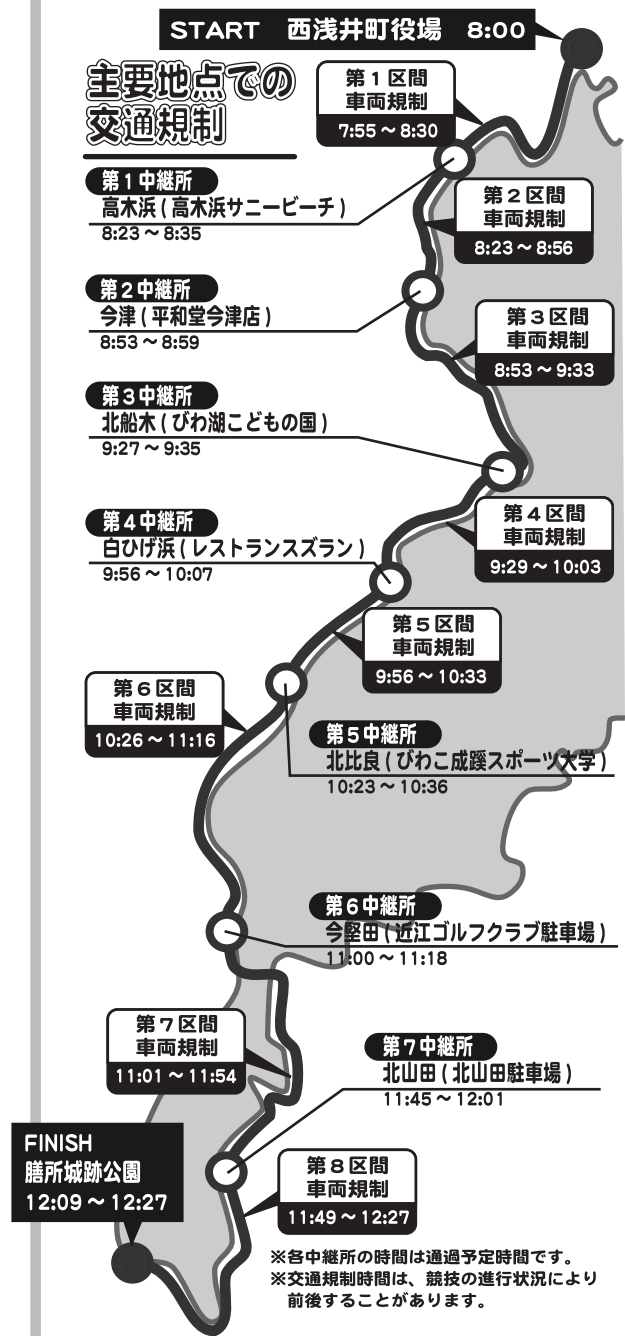 START 西浅井町役場 8:00
主要地点での
交通規制
第1区間
車両規制
7:55～8:30
第1中継所
高木浜(高木浜サニービーチ)
8:23～8:35
第2区間
車両規制
8:23～8:56
第2中継所
今津(平和堂今津店)
8:53～8:59
第3区間
車両規制
8:53～9:33
第3中継所
北船木(びわ湖こどもの国)
9:27～9:35
第4区間
車両規制
9:29～10:03
第4中継所
白ひげ浜(レストランスズラン)
9:56～10:07
第5区間
車両規制
9:56～10:33
第6区間
車両規制
10:26～11:16
第5中継所
北比良(びわこ成蹊スポーツ大学)
10:23～10:36
第6中継所
今堅田(近江ゴルフクラブ駐車場)
11:00～11:18
第7区間
車両規制
11:01～11:54
第7中継所
北山田(北山田駐車場)
11:45～12:01
FINISH
膳所城跡公園
12:09～12:27
第8区間
車両規制
11:49～12:27
※各中継所の時間は通過予定時間です。
※交通規制時間は、競技の進行状況により
前後することがあります。